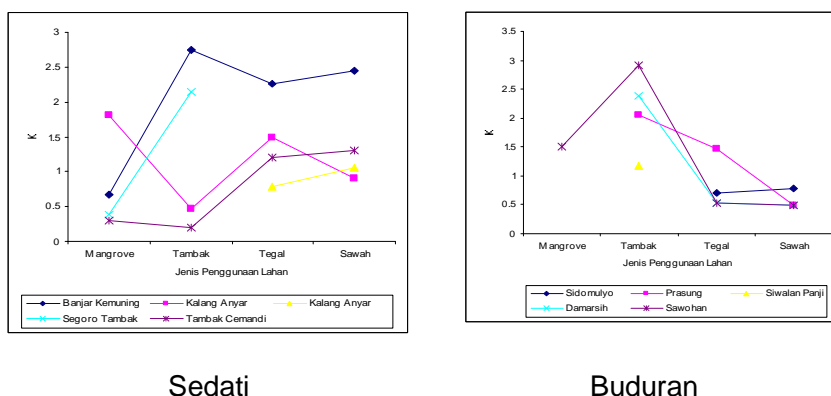 3
2.5
2
1.5
1
0.5
0
K
Mangrove Tambak Tegal Sawah
Jenis Penggunaan Lahan
Banjar Kemuning Kalang Anyar Kalang Anyar
Segoro Tambak Tambak Cemandi
Sedati
3.5
3
2.5
2
1.5
1
0.5
0
K
Mangrove Tambak Tegal Sawah
Jenis Penggunaan Lahan
Sidomulyo Prasung Siwalan Panji
Damarsih Sawohan
Buduran